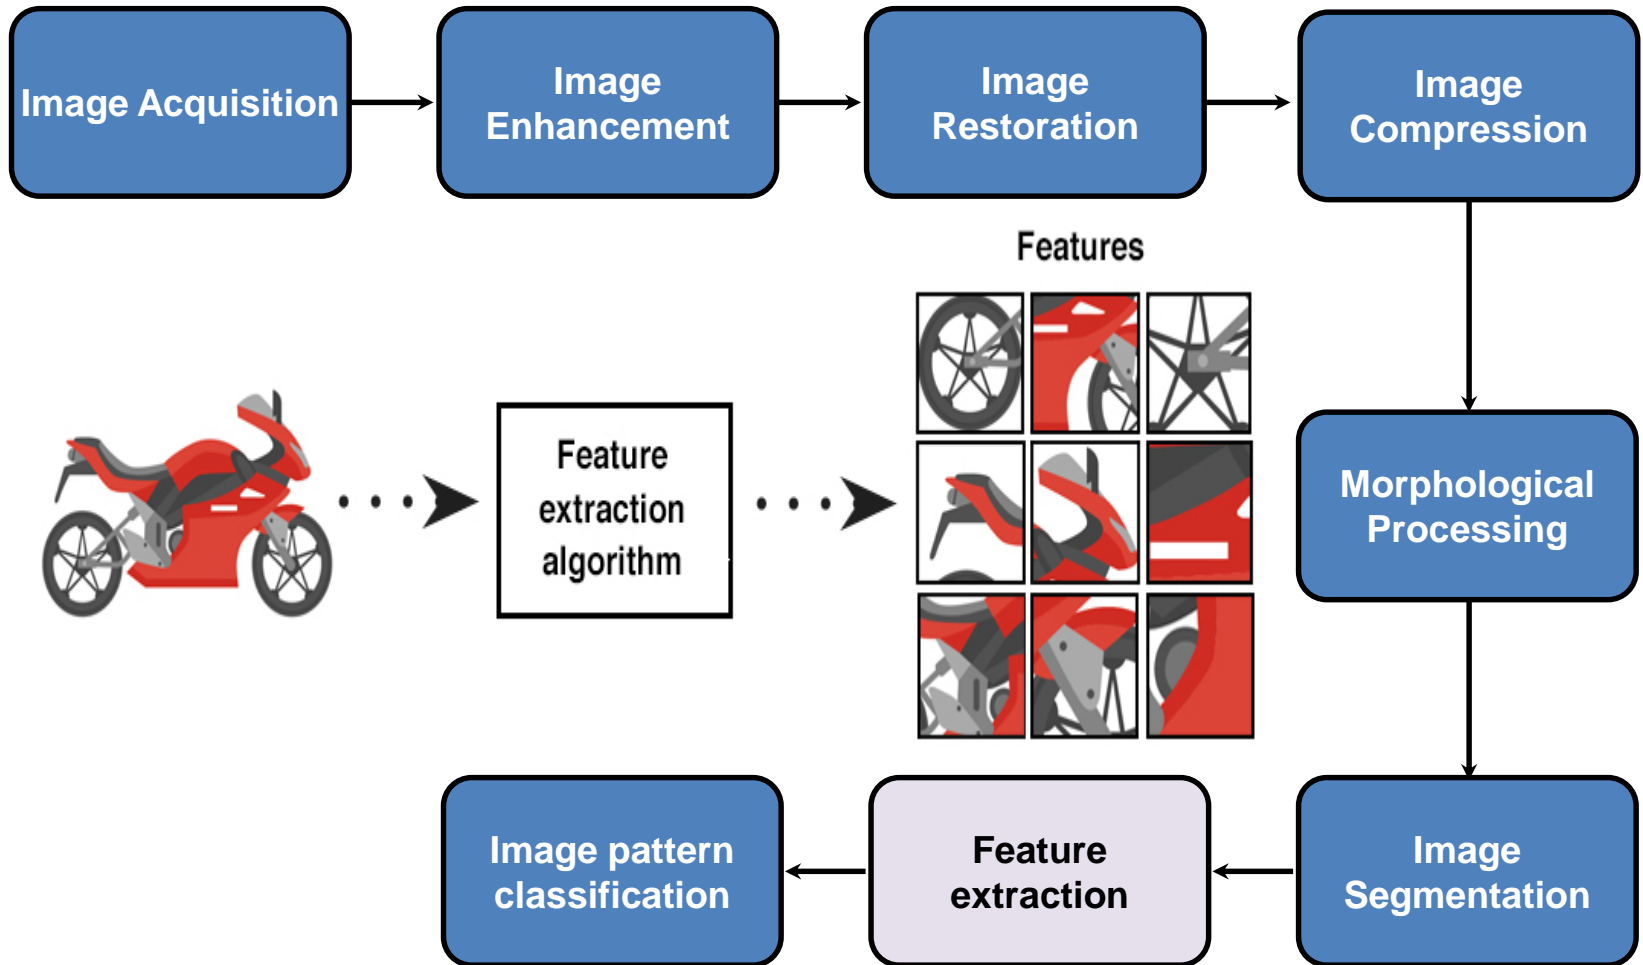 Image Acquisition
Image
Enhancement
Image
Restoration
Image
Compression
Features
Feature
extraction
algorithm
Morphological
Processing
Image pattern
classification
Feature
extraction
Image
Segmentation